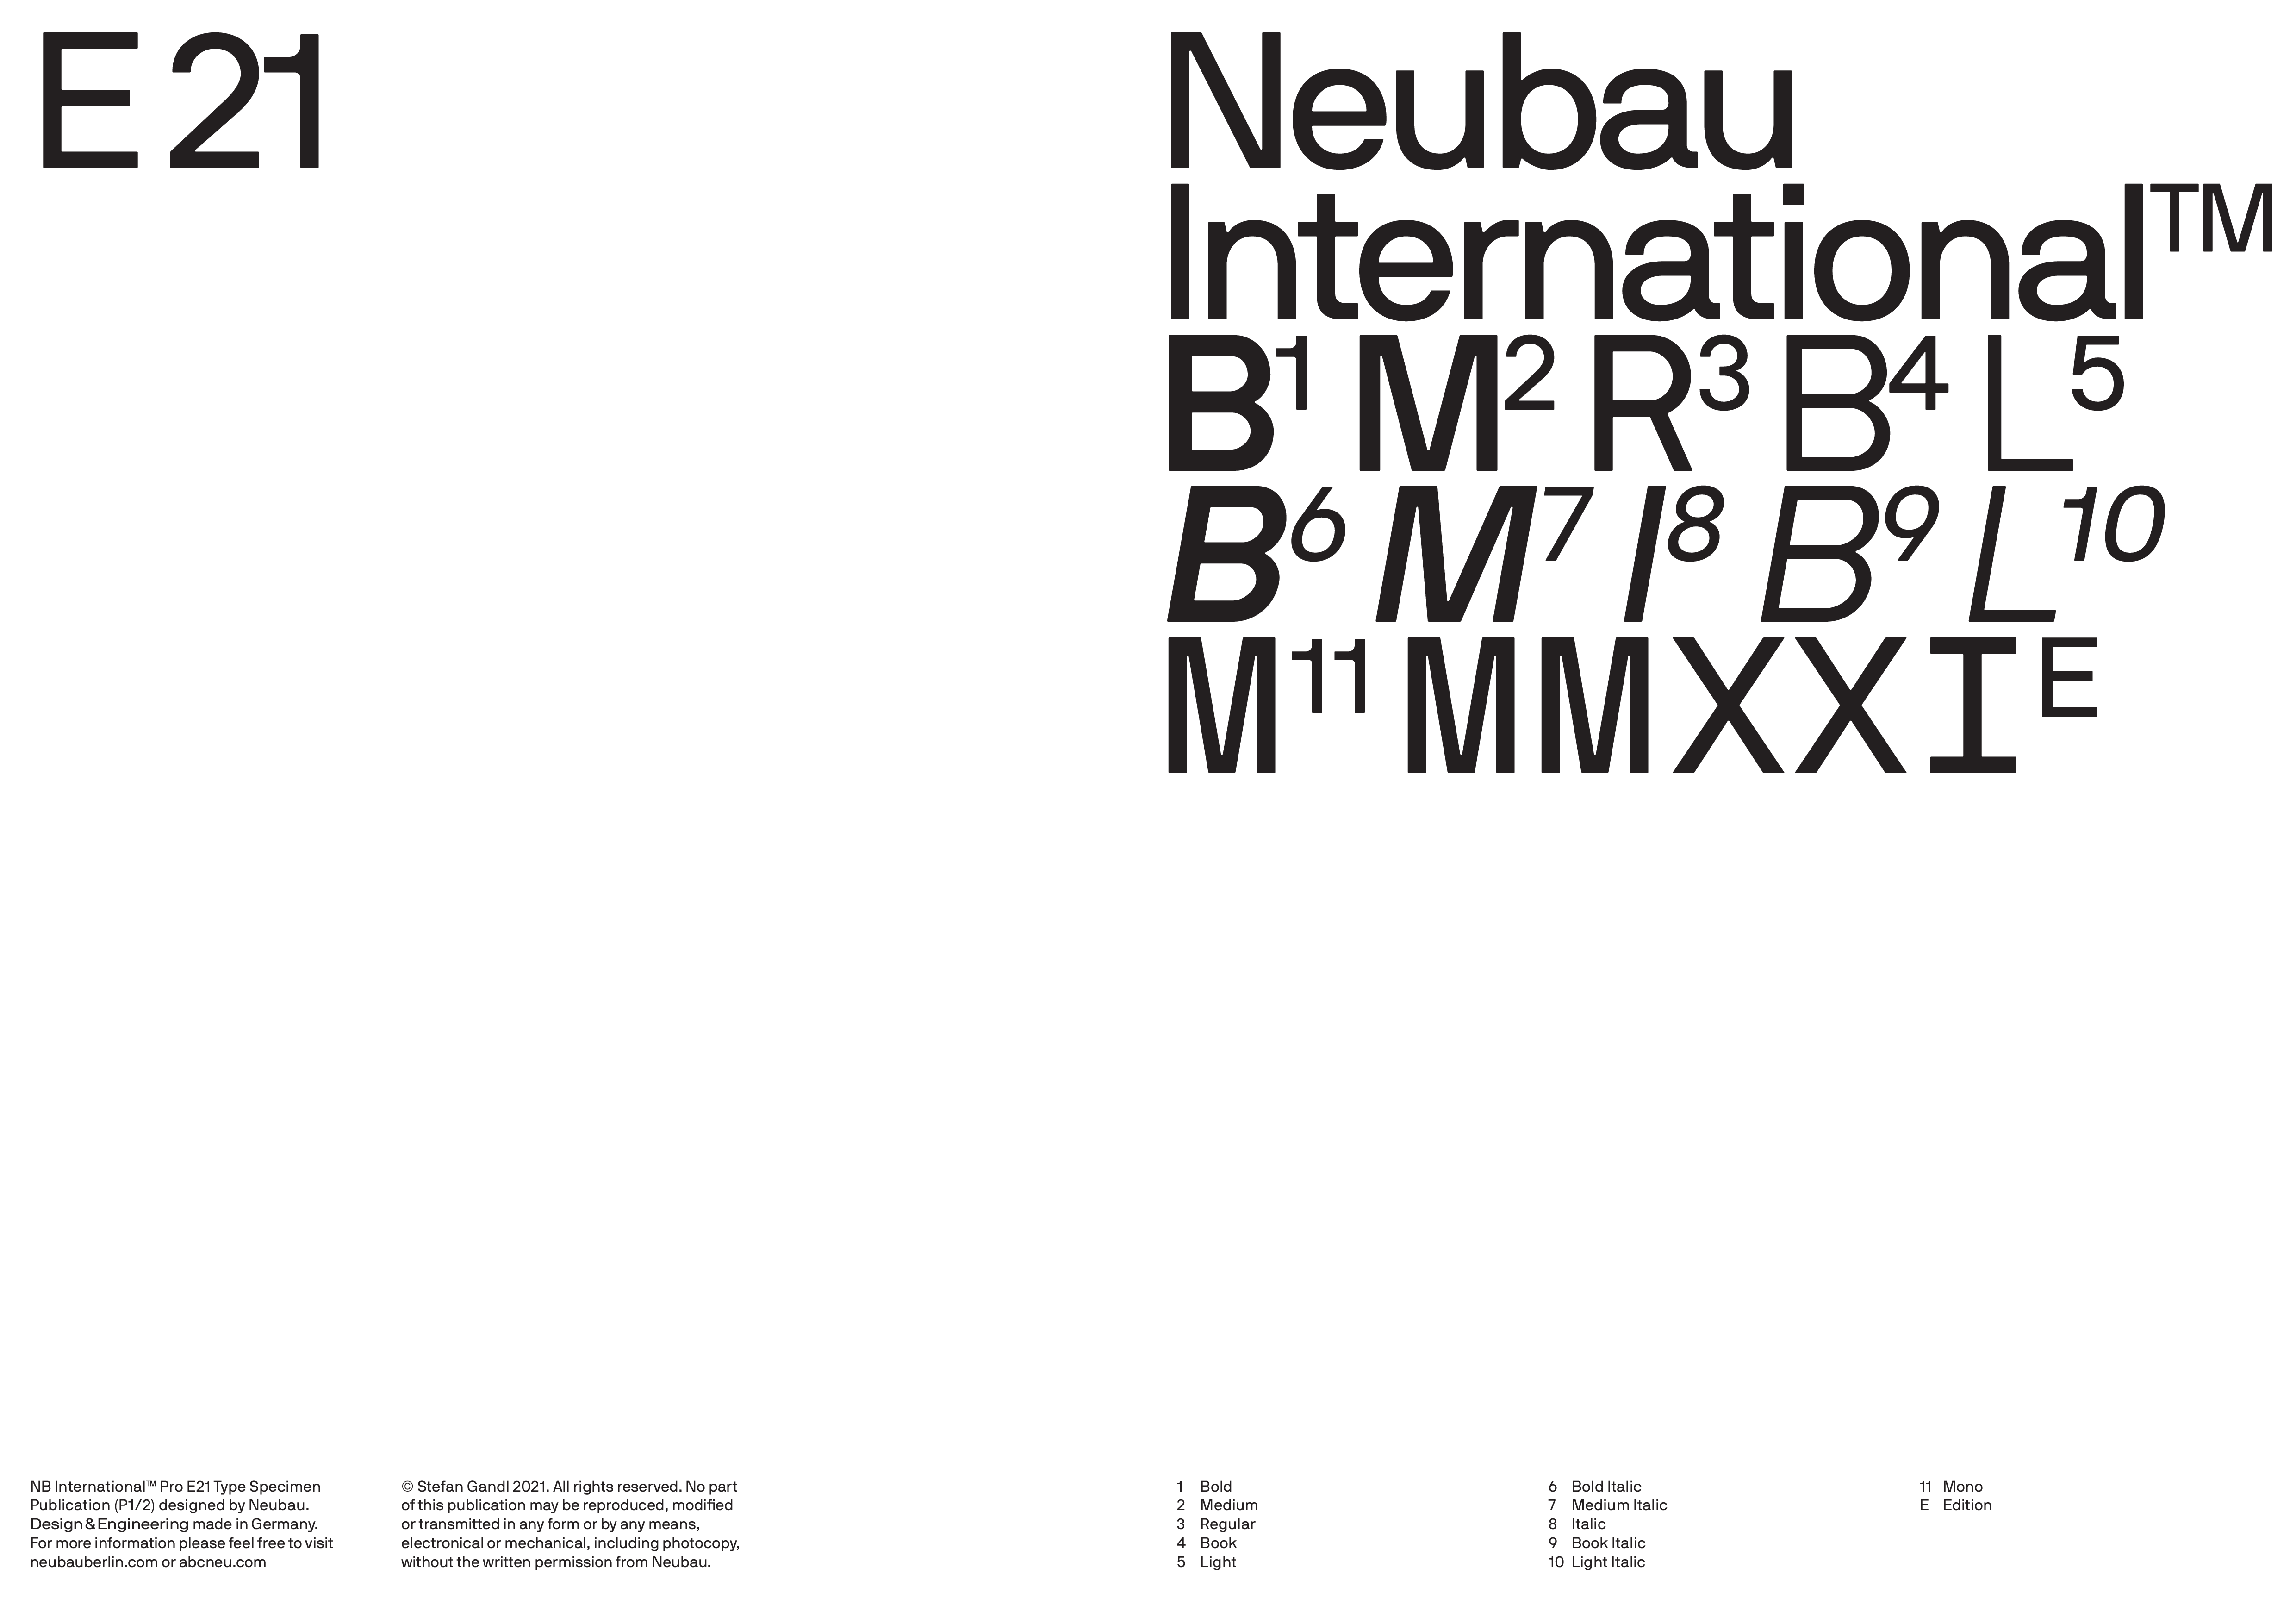 E 21
Neubau
International™
B¹ M² R³ B⁴ L⁵
B⁶ M⁷ I⁸ B⁹ L¹⁰
M¹¹ MMXXIᴱ
NB International™ Pro E21 Type Specimen
Publication (P1/2) designed by Neubau.
Design & Engineering made in Germany.
For more information please feel free to visit
neubauberlin.com or abcneu.com
© Stefan Gandl 2021. All rights reserved. No part
of this publication may be reproduced, modified
or transmitted in any form or by any means,
electronical or mechanical, including photocopy,
without the written permission from Neubau.
1 Bold
2 Medium
3 Regular
4 Book
5 Light
6 Bold Italic
7 Medium Italic
8 Italic
9 Book Italic
10 Light Italic
11 Mono
E Edition